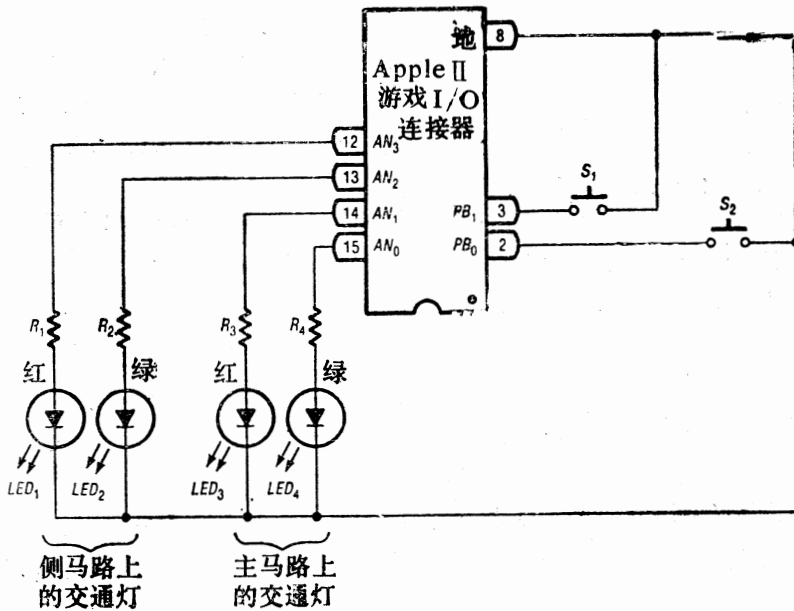 地
8
Apple II
游戏 I/O
连接器
12
AN3
13
AN2
14
AN1
15
AN0
PB1
3
PB0
2
S1
S2
R1
R2
R3
R4
红
绿
红
绿
LED1
LED2
LED3
LED4
侧马路上
的交通灯
主马路上
的交通灯